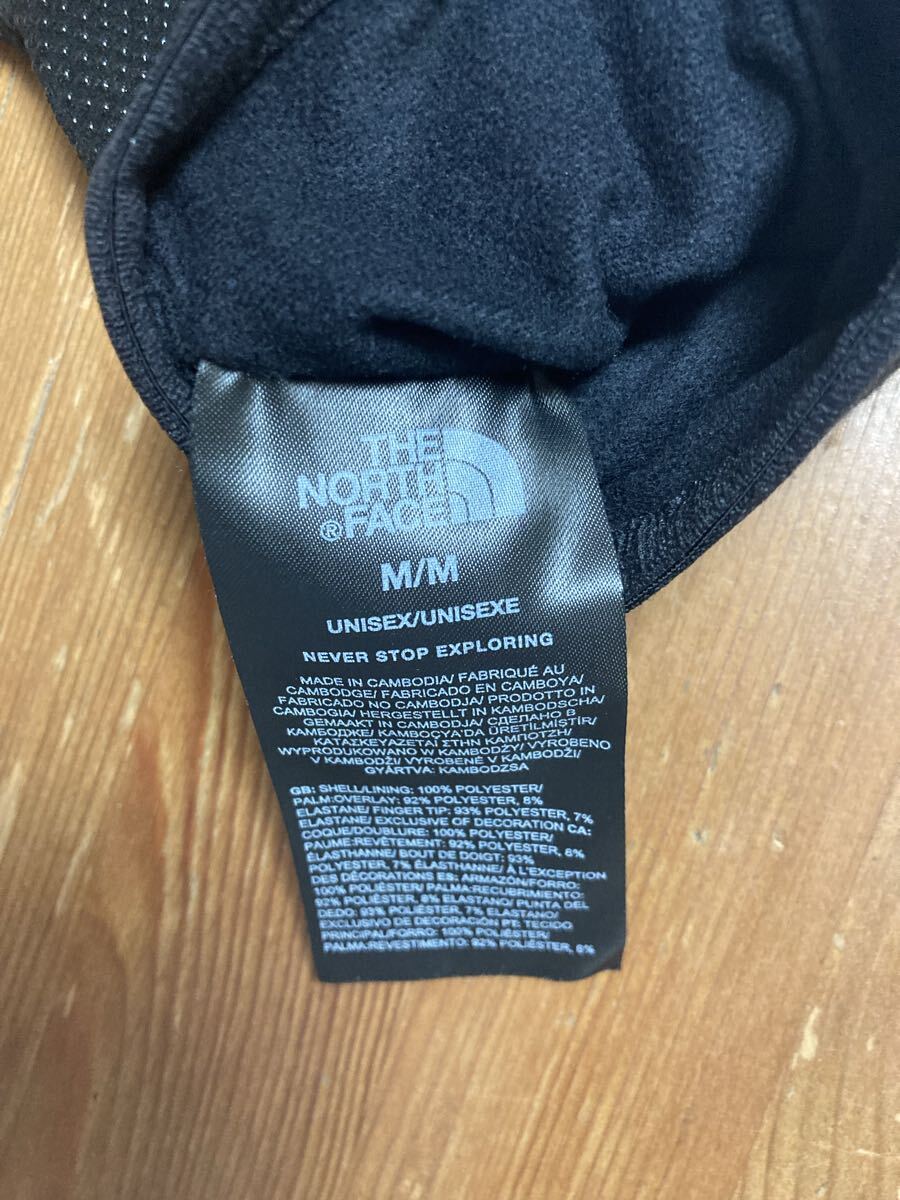 THE
NORTH
®FACE
M/M
UNISEX/UNISEXE
NEVER STOP EXPLORING
MADE IN CAMBODIA/ FABRIQUÉ AU
CAMBODGE/ FABRICADO EN CAMBOYA/
FABRICADO NO CAMBODJA/ PRODOTTO IN
CAMBOGIA/ HERGESTELLT IN KAMBODSCHA/
GEMAAKT IN CAMBODJA/ СДЕЛАНО В
КАМБОДЖЕ/ KAMBOÇYA'DA ÜRETİLMİŞTİR/
ΚΑΤΑΣΚΕΥΑΖΕΤΑΙ ΣΤΗΝ ΚΑΜΠΟΤΖΗ/
WYPRODUKOWANO W KAMBODŻY/ VYROBENO
V KAMBODŽI/ VYROBENÉ V KAMBODŽI/
GYÁRTVA: KAMBODZSA
GB: SHELL/LINING: 100% POLYESTER/
PALM:OVERLAY: 92% POLYESTER, 8%
ELASTANE/ FINGER TIP: 93% POLYESTER, 7%
ELASTANE/ EXCLUSIVE OF DECORATION CA:
COQUE/DOUBLURE: 100% POLYESTER/
PAUME:REVÊTEMENT: 92% POLYESTER, 8%
ÉLASTHANNE/ BOUT DE DOIGT: 93%
POLYESTER, 7% ÉLASTHANNE/ À L'EXCEPTION
DES DÉCORATIONS ES: ARMAZÓN/FORRO:
100% POLIÉSTER/ PALMA:RECUBRIMIENTO:
92% POLIÉSTER, 8% ELASTANO/ PUNTA DEL
DEDO: 93% POLIÉSTER, 7% ELASTANO/
EXCLUSIVO DE DECORACIÓN PE TECIDO
PRINCIPAL/FORRO: 100% POLIÉSTER/
PALMA:REVESTIMENTO: 92% POLIÉSTER, 8%